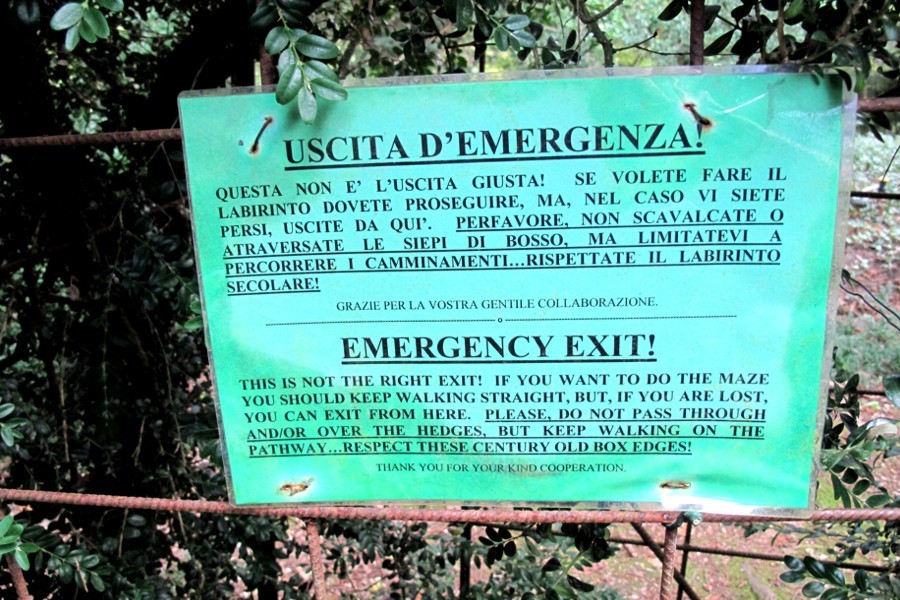 USCITA D'EMERGENZA!
QUESTA NON E' L'USCITA GIUSTA! SE VOLETE FARE IL
LABIRINTO DOVETE PROSEGUIRE, MA, NEL CASO VI SIETE
PERSI, USCITE DA QUI'. PERFAVORE, NON SCAVALCATE O
ATRAVERSATE LE SIEPI DI BOSSO, MA LIMITATEVI A
PERCORRERE I CAMMINAMENTI...RISPETTATE IL LABIRINTO
SECOLARE!
GRAZIE PER LA VOSTRA GENTILE COLLABORAZIONE.
o
EMERGENCY EXIT!
THIS IS NOT THE RIGHT EXIT! IF YOU WANT TO DO THE MAZE
YOU SHOULD KEEP WALKING STRAIGHT, BUT, IF YOU ARE LOST,
YOU CAN EXIT FROM HERE. PLEASE, DO NOT PASS THROUGH
AND/OR OVER THE HEDGES, BUT KEEP WALKING ON THE
PATHWAY...RESPECT THESE CENTURY OLD BOX EDGES!
THANK YOU FOR YOUR KIND COOPERATION.